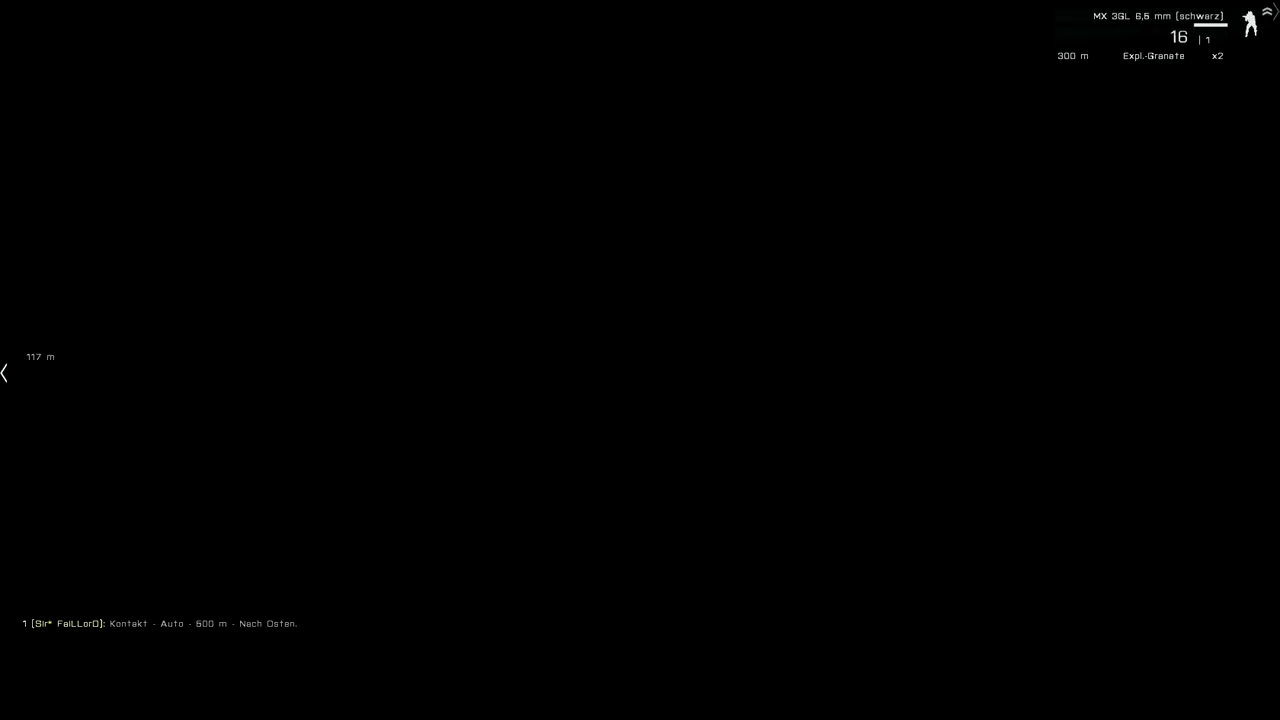 MX 3GL 6,5 mm (schwarz)
16 | 1
300 m Expl.-Granate x2
117 m
1 (Sir* FaiLLorD): Kontakt - Auto - 500 m - Nach Osten.